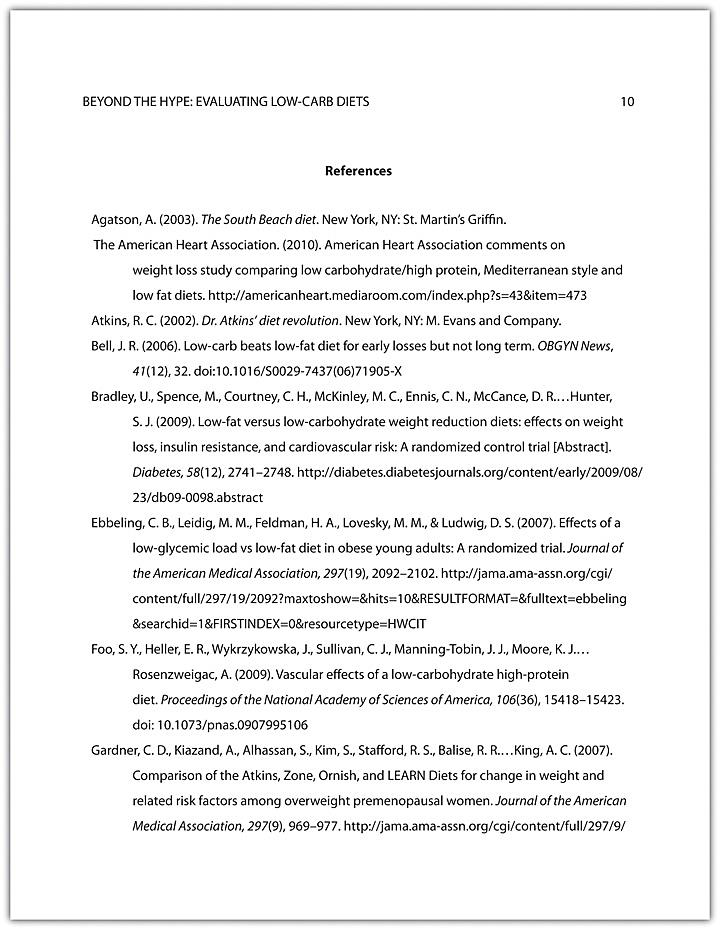 BEYOND THE HYPE: EVALUATING LOW-CARB DIETS 10
References
Agatson, A. (2003). The South Beach diet. New York, NY: St. Martin’s Griffin.
The American Heart Association. (2010). American Heart Association comments on
weight loss study comparing low carbohydrate/high protein, Mediterranean style and
low fat diets. http://americanheart.mediaroom.com/index.php?s=43&item=473
Atkins, R. C. (2002). Dr. Atkins’ diet revolution. New York, NY: M. Evans and Company.
Bell, J. R. (2006). Low-carb beats low-fat diet for early losses but not long term. OBGYN News,
41(12), 32. doi:10.1016/S0029-7437(06)71905-X
Bradley, U., Spence, M., Courtney, C. H., McKinley, M. C., Ennis, C. N., McCance, D. R.…Hunter,
S. J. (2009). Low-fat versus low-carbohydrate weight reduction diets: effects on weight
loss, insulin resistance, and cardiovascular risk: A randomized control trial [Abstract].
Diabetes, 58(12), 2741–2748. http://diabetes.diabetesjournals.org/content/early/2009/08/
23/db09-0098.abstract
Ebbeling, C. B., Leidig, M. M., Feldman, H. A., Lovesky, M. M., & Ludwig, D. S. (2007). Effects of a
low-glycemic load vs low-fat diet in obese young adults: A randomized trial. Journal of
the American Medical Association, 297(19), 2092–2102. http://jama.ama-assn.org/cgi/
content/full/297/19/2092?maxtoshow=&hits=10&RESULTFORMAT=&fulltext=ebbeling
&searchid=1&FIRSTINDEX=0&resourcetype=HWCIT
Foo, S. Y., Heller, E. R., Wykrzykowska, J., Sullivan, C. J., Manning-Tobin, J. J., Moore, K. J.…
Rosenzweigac, A. (2009). Vascular effects of a low-carbohydrate high-protein
diet. Proceedings of the National Academy of Sciences of America, 106(36), 15418–15423.
doi: 10.1073/pnas.0907995106
Gardner, C. D., Kiazand, A., Alhassan, S., Kim, S., Stafford, R. S., Balise, R. R.…King, A. C. (2007).
Comparison of the Atkins, Zone, Ornish, and LEARN Diets for change in weight and
related risk factors among overweight premenopausal women. Journal of the American
Medical Association, 297(9), 969–977. http://jama.ama-assn.org/cgi/content/full/297/9/